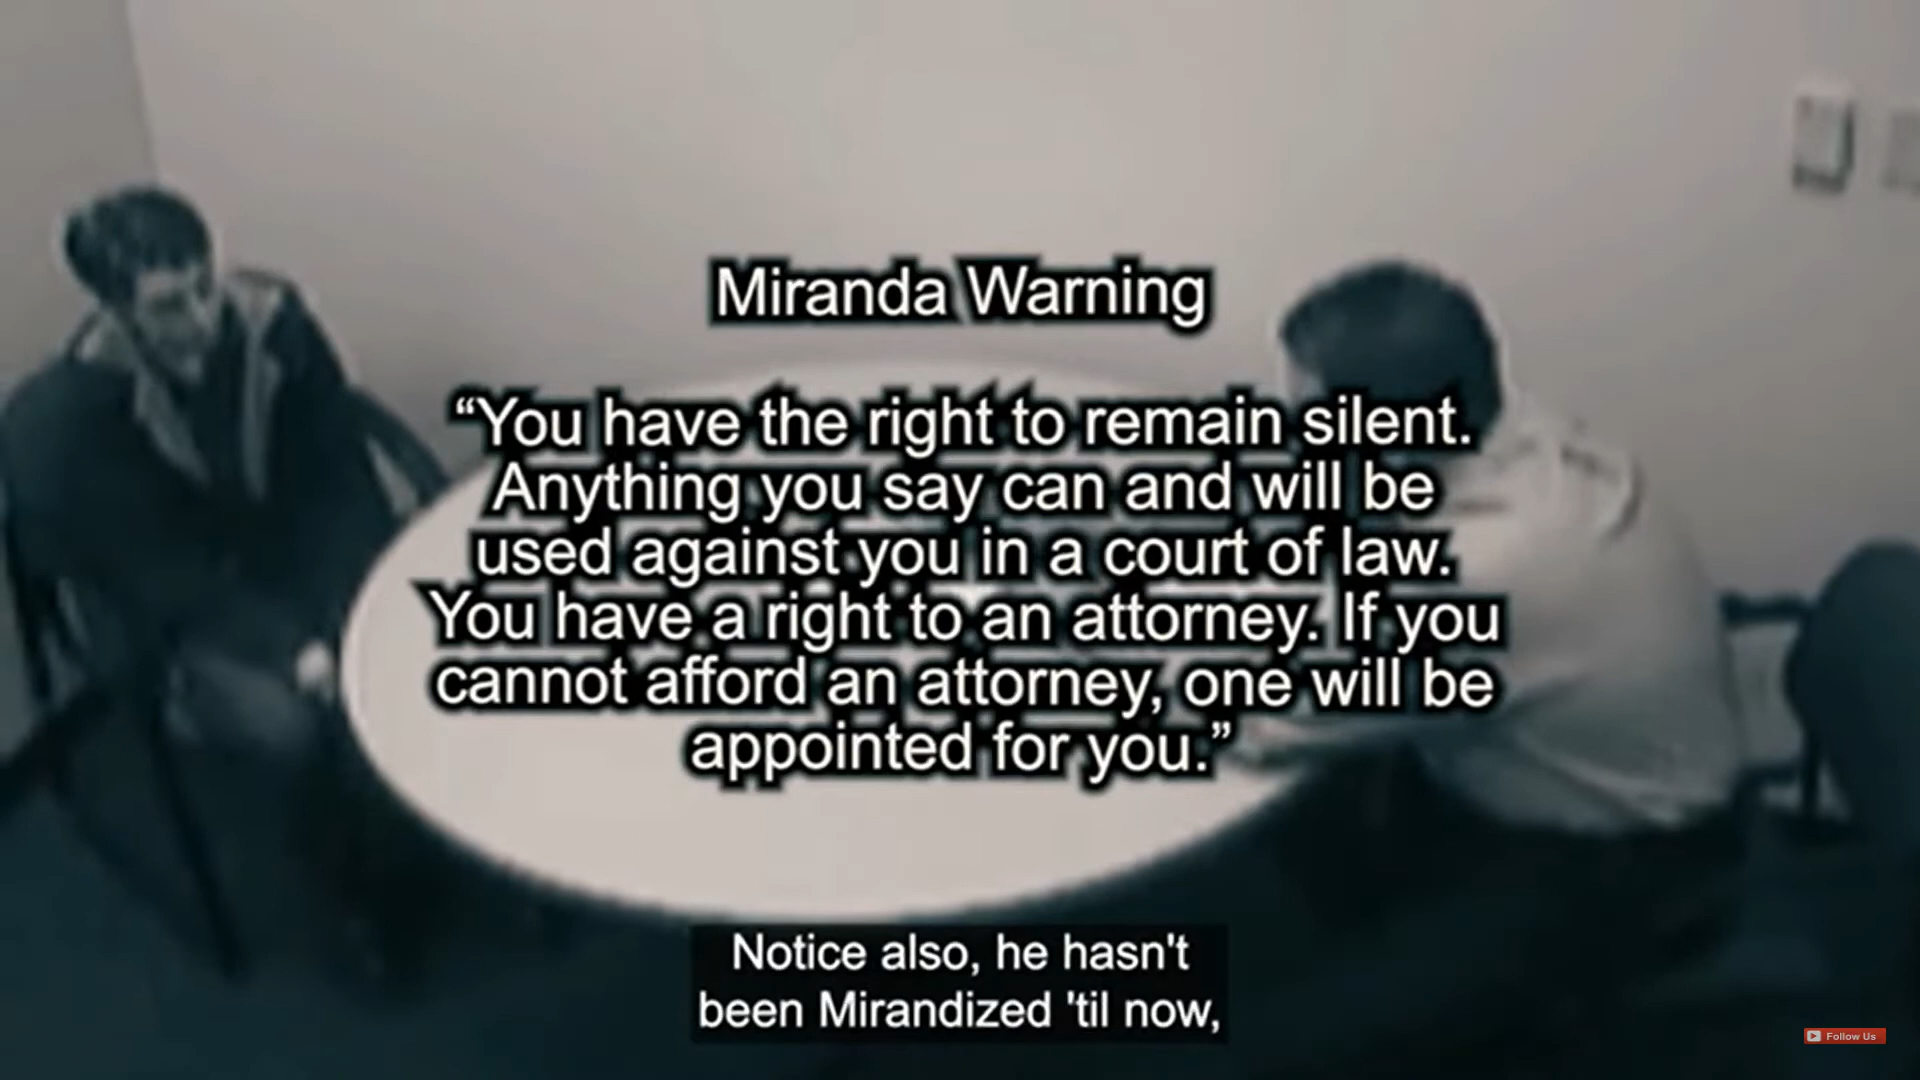 Miranda Warning
“You have the right to remain silent.
Anything you say can and will be
used against you in a court of law.
You have a right to an attorney. If you
cannot afford an attorney, one will be
appointed for you.”
Notice also, he hasn't
been Mirandized 'til now,
Follow Us